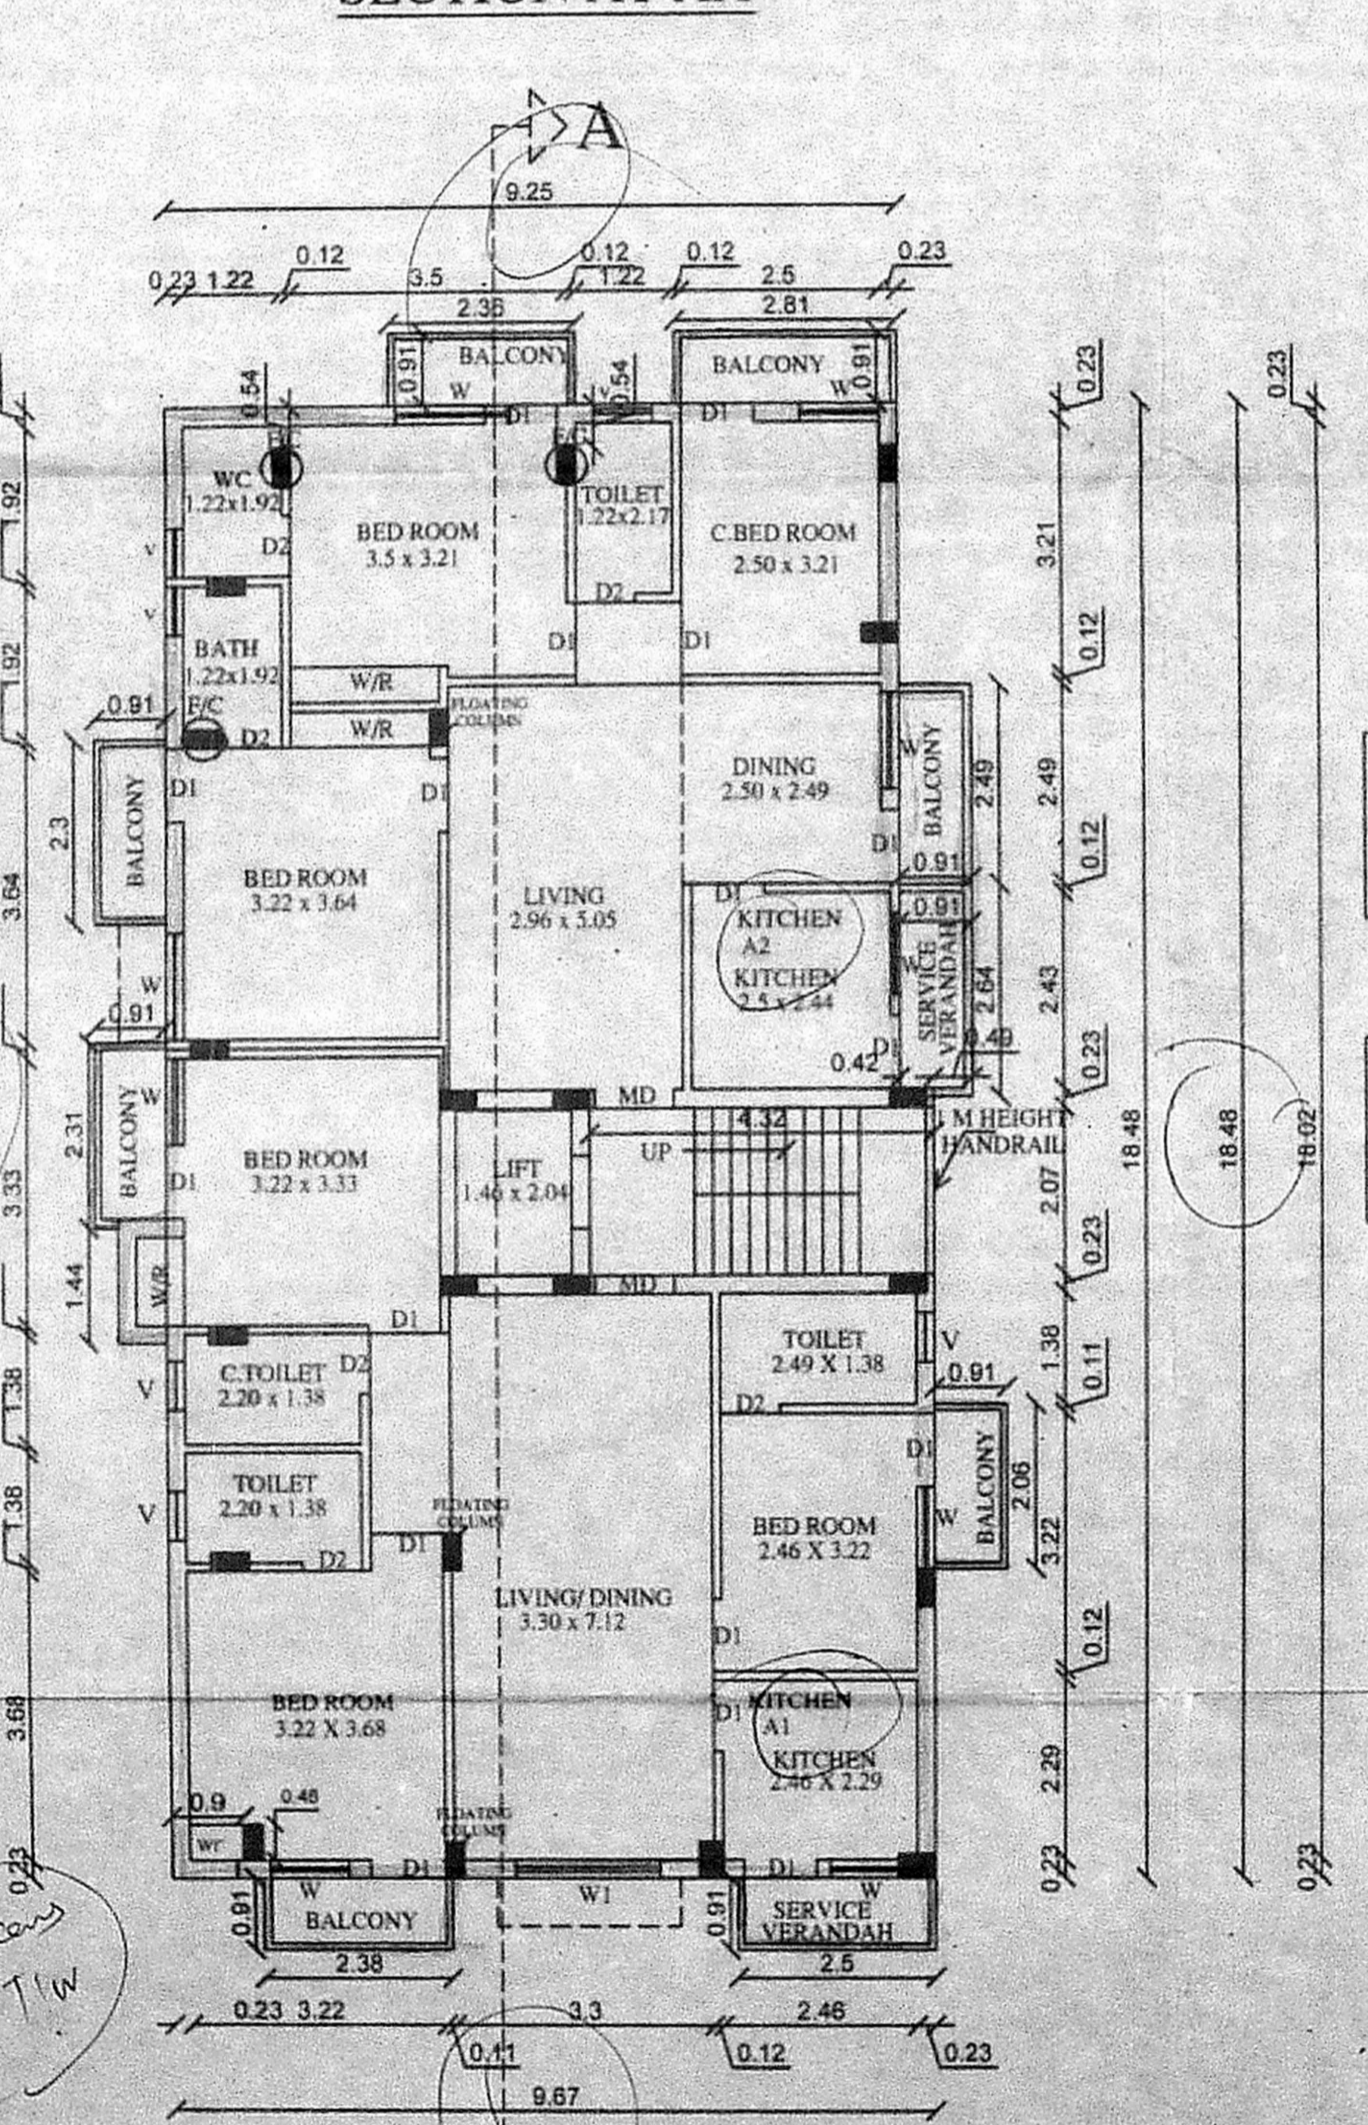 A
9.25
0.12
0.12
0.12
0.23
0.23 1.22
3.5
1.22
2.5
2.36
2.81
0.91
BALCONY
W
0.54
BALCONY
W
0.91
0.54
D1
D1
0.23
0.23
WC
1.22x1.92
D2
V
BED ROOM
3.5 x 3.21
TOILET
1.22x2.17
D2
C.BED ROOM
2.50 x 3.21
3.21
1.92
V
BATH
1.22x1.92
F/C
D2
D1
D1
0.12
1.92
W/R
W/R
FLOATING
COLUMN
0.91
2.3
BALCONY
D1
D1
DINING
2.50 x 2.49
W
BALCONY
2.49
2.49
D1
0.91
0.12
3.64
BED ROOM
3.22 x 3.64
LIVING
2.96 x 5.05
D1
KITCHEN
A2
KITCHEN
2.5 x 2.44
0.91
W
SERVICE
VERANDAH
2.64
2.43
W
0.91
0.42
D1
0.49
0.23
MD
4.32
1 M HEIGHT
HANDRAIL
UP
18.48
18.48
18.02
2.31
BALCONY
W
D1
BED ROOM
3.22 x 3.33
LIFT
1.46 x 2.04
2.07
3.33
0.23
MD
1.44
W/R
D1
C.TOILET
2.20 x 1.38
D2
V
TOILET
2.49 X 1.38
V
0.91
D2
1.38
0.11
1.38
TOILET
2.20 x 1.38
V
D2
1.38
FLOATING
COLUMN
D1
D1
BED ROOM
2.46 X 3.22
W
BALCONY
2.06
3.22
LIVING/ DINING
3.30 x 7.12
D1
0.12
BED ROOM
3.22 X 3.68
3.68
D1
KITCHEN
A1
KITCHEN
2.46 X 2.29
2.29
0.9
0.46
wr
FLOATING
COLUMN
0.23
D1
D1
0.23
0.23
W
W1
W
0.91
BALCONY
0.91
SERVICE
VERANDAH
2.38
2.5
0.23 3.22
3.3
2.46
0.11
0.12
0.23
9.67